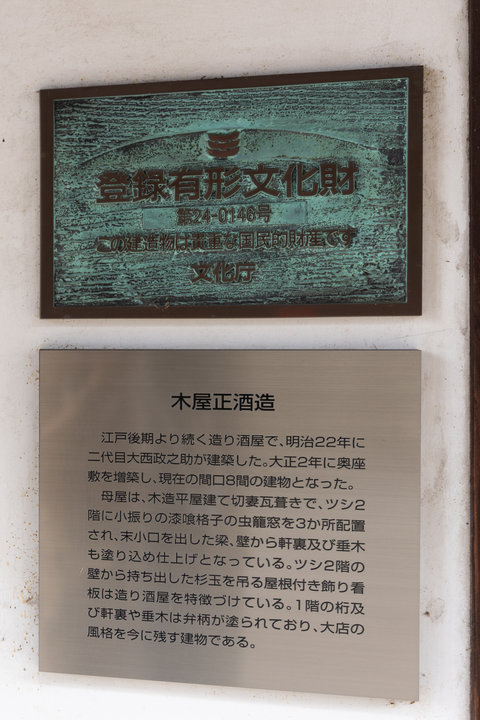 登録有形文化財
第24-0146号
この建造物は貴重な国民的財産です
文化庁
木屋正酒造
江戸後期より続く造り酒屋で、明治22年に
二代目大西政之助が建築した。大正2年に奥座
敷を増築し、現在の間口8間の建物となった。
母屋は、木造平屋建て切妻瓦葺きで、ツシ2
階に小振りの漆喰格子の虫籠窓を3か所配置
され、末小口を出した梁、壁から軒裏及び垂木
も塗り込め仕上げとなっている。ツシ2階の
壁から持ち出した杉玉を吊る屋根付き飾り看
板は造り酒屋を特徴づけている。1階の桁及
び軒裏や垂木は弁柄が塗られており、大店の
風格を今に残す建物である。